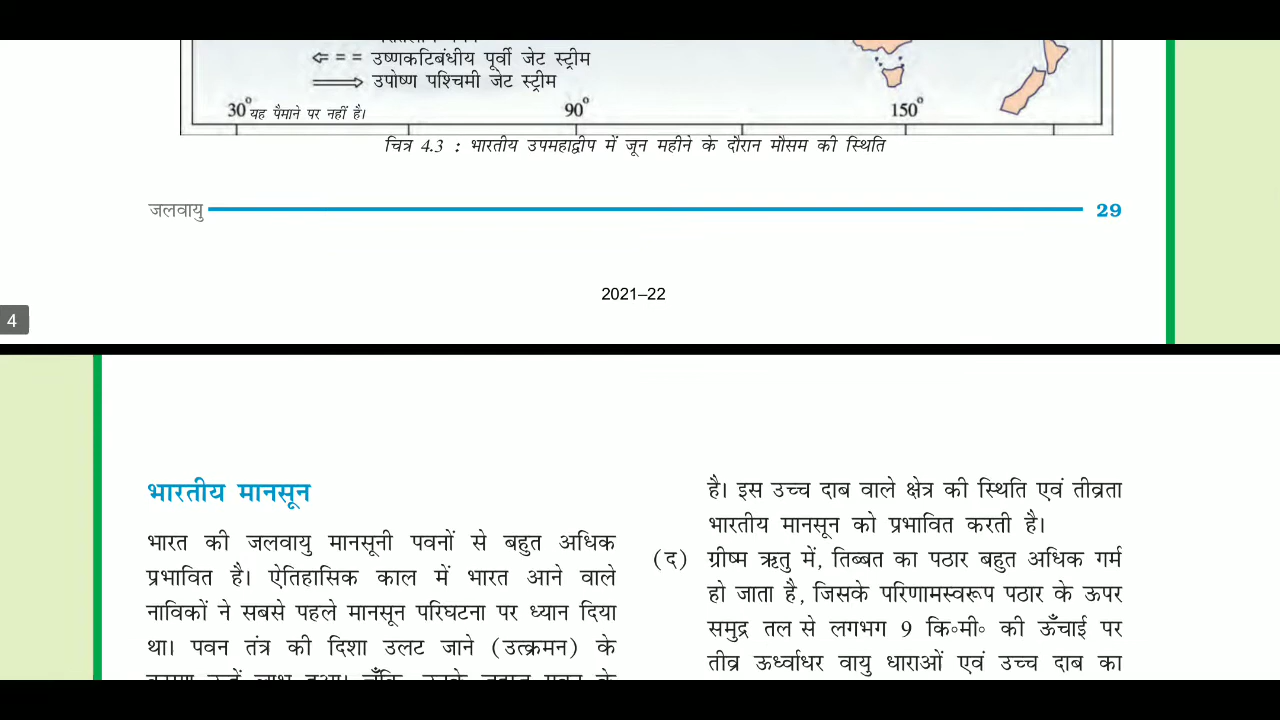 उष्णकटिबंधीय पूर्वी जेट स्ट्रीम
उपोष्ण पश्चिमी जेट स्ट्रीम
30° यह पैमाने पर नहीं है। 90° 150°
चित्र 4.3 : भारतीय उपमहाद्वीप में जून महीने के दौरान मौसम की स्थिति
जलवायु 29
2021–22
4
भारतीय मानसून
भारत की जलवायु मानसूनी पवनों से बहुत अधिक
प्रभावित है। ऐतिहासिक काल में भारत आने वाले
नाविकों ने सबसे पहले मानसून परिघटना पर ध्यान दिया
था। पवन तंत्र की दिशा उलट जाने (उत्क्रमन) के
है। इस उच्च दाब वाले क्षेत्र की स्थिति एवं तीव्रता
भारतीय मानसून को प्रभावित करती है।
(द) ग्रीष्म ऋतु में, तिब्बत का पठार बहुत अधिक गर्म
हो जाता है, जिसके परिणामस्वरूप पठार के ऊपर
समुद्र तल से लगभग 9 कि॰मी॰ की ऊँचाई पर
तीव्र ऊर्ध्वाधर वायु धाराओं एवं उच्च दाब का